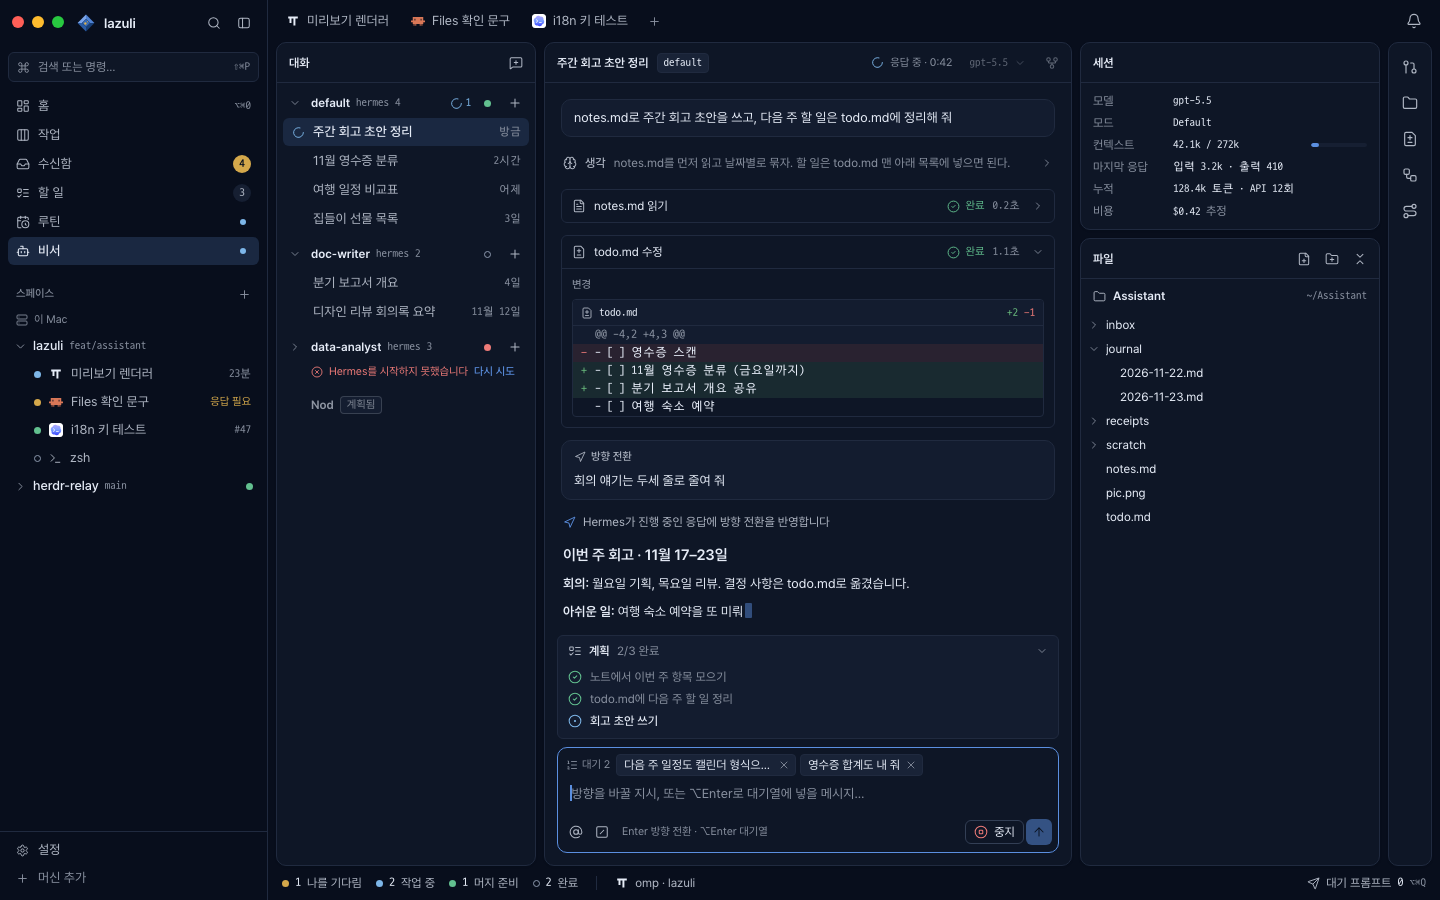 lazuli
검색 또는 명령... ⇧⌘P
홈 ⌥⌘0
작업
수신함 4
할 일 3
루틴
비서
스페이스
이 Mac
lazuli feat/assistant
미리보기 렌더러 23분
Files 확인 문구 응답 필요
i18n 키 테스트 #47
zsh
herdr-relay main
설정
머신 추가
미리보기 렌더러
Files 확인 문구
i18n 키 테스트
대화
default hermes 4 1
주간 회고 초안 정리 방금
11월 영수증 분류 2시간
여행 일정 비교표 어제
집들이 선물 목록 3일
doc-writer hermes 2
분기 보고서 개요 4일
디자인 리뷰 회의록 요약 11월 12일
data-analyst hermes 3
Hermes를 시작하지 못했습니다 다시 시도
Nod 계획됨
주간 회고 초안 정리 default 응답 중 · 0:42 gpt-5.5
notes.md로 주간 회고 초안을 쓰고, 다음 주 할 일은 todo.md에 정리해 줘
생각 notes.md를 먼저 읽고 날짜별로 묶자. 할 일은 todo.md 맨 아래 목록에 넣으면 된다.
notes.md 읽기 완료 0.2초
todo.md 수정 완료 1.1초
변경
todo.md +2 −1
@@ −4,2 +4,3 @@
− - [ ] 영수증 스캔
+ - [ ] 11월 영수증 분류 (금요일까지)
+ - [ ] 분기 보고서 개요 공유
- [ ] 여행 숙소 예약
방향 전환
회의 얘기는 두세 줄로 줄여 줘
Hermes가 진행 중인 응답에 방향 전환을 반영합니다
이번 주 회고 · 11월 17–23일
회의: 월요일 기획, 목요일 리뷰. 결정 사항은 todo.md로 옮겼습니다.
아쉬운 일: 여행 숙소 예약을 또 미뤄
계획 2/3 완료
노트에서 이번 주 항목 모으기
todo.md에 다음 주 할 일 정리
회고 초안 쓰기
대기 2 다음 주 일정도 캘린더 형식으... 영수증 합계도 내 줘
방향을 바꿀 지시, 또는 ⌥Enter로 대기열에 넣을 메시지...
Enter 방향 전환 · ⌥Enter 대기열 중지
세션
모델 gpt-5.5
모드 Default
컨텍스트 42.1k / 272k
마지막 응답 입력 3.2k · 출력 410
누적 128.4k 토큰 · API 12회
비용 $0.42 추정
파일
Assistant ~/Assistant
inbox
journal
2026-11-22.md
2026-11-23.md
receipts
scratch
notes.md
pic.png
todo.md
1 나를 기다림 2 작업 중 1 머지 준비 2 완료 omp · lazuli 대기 프롬프트 0 ⌥⌘Q